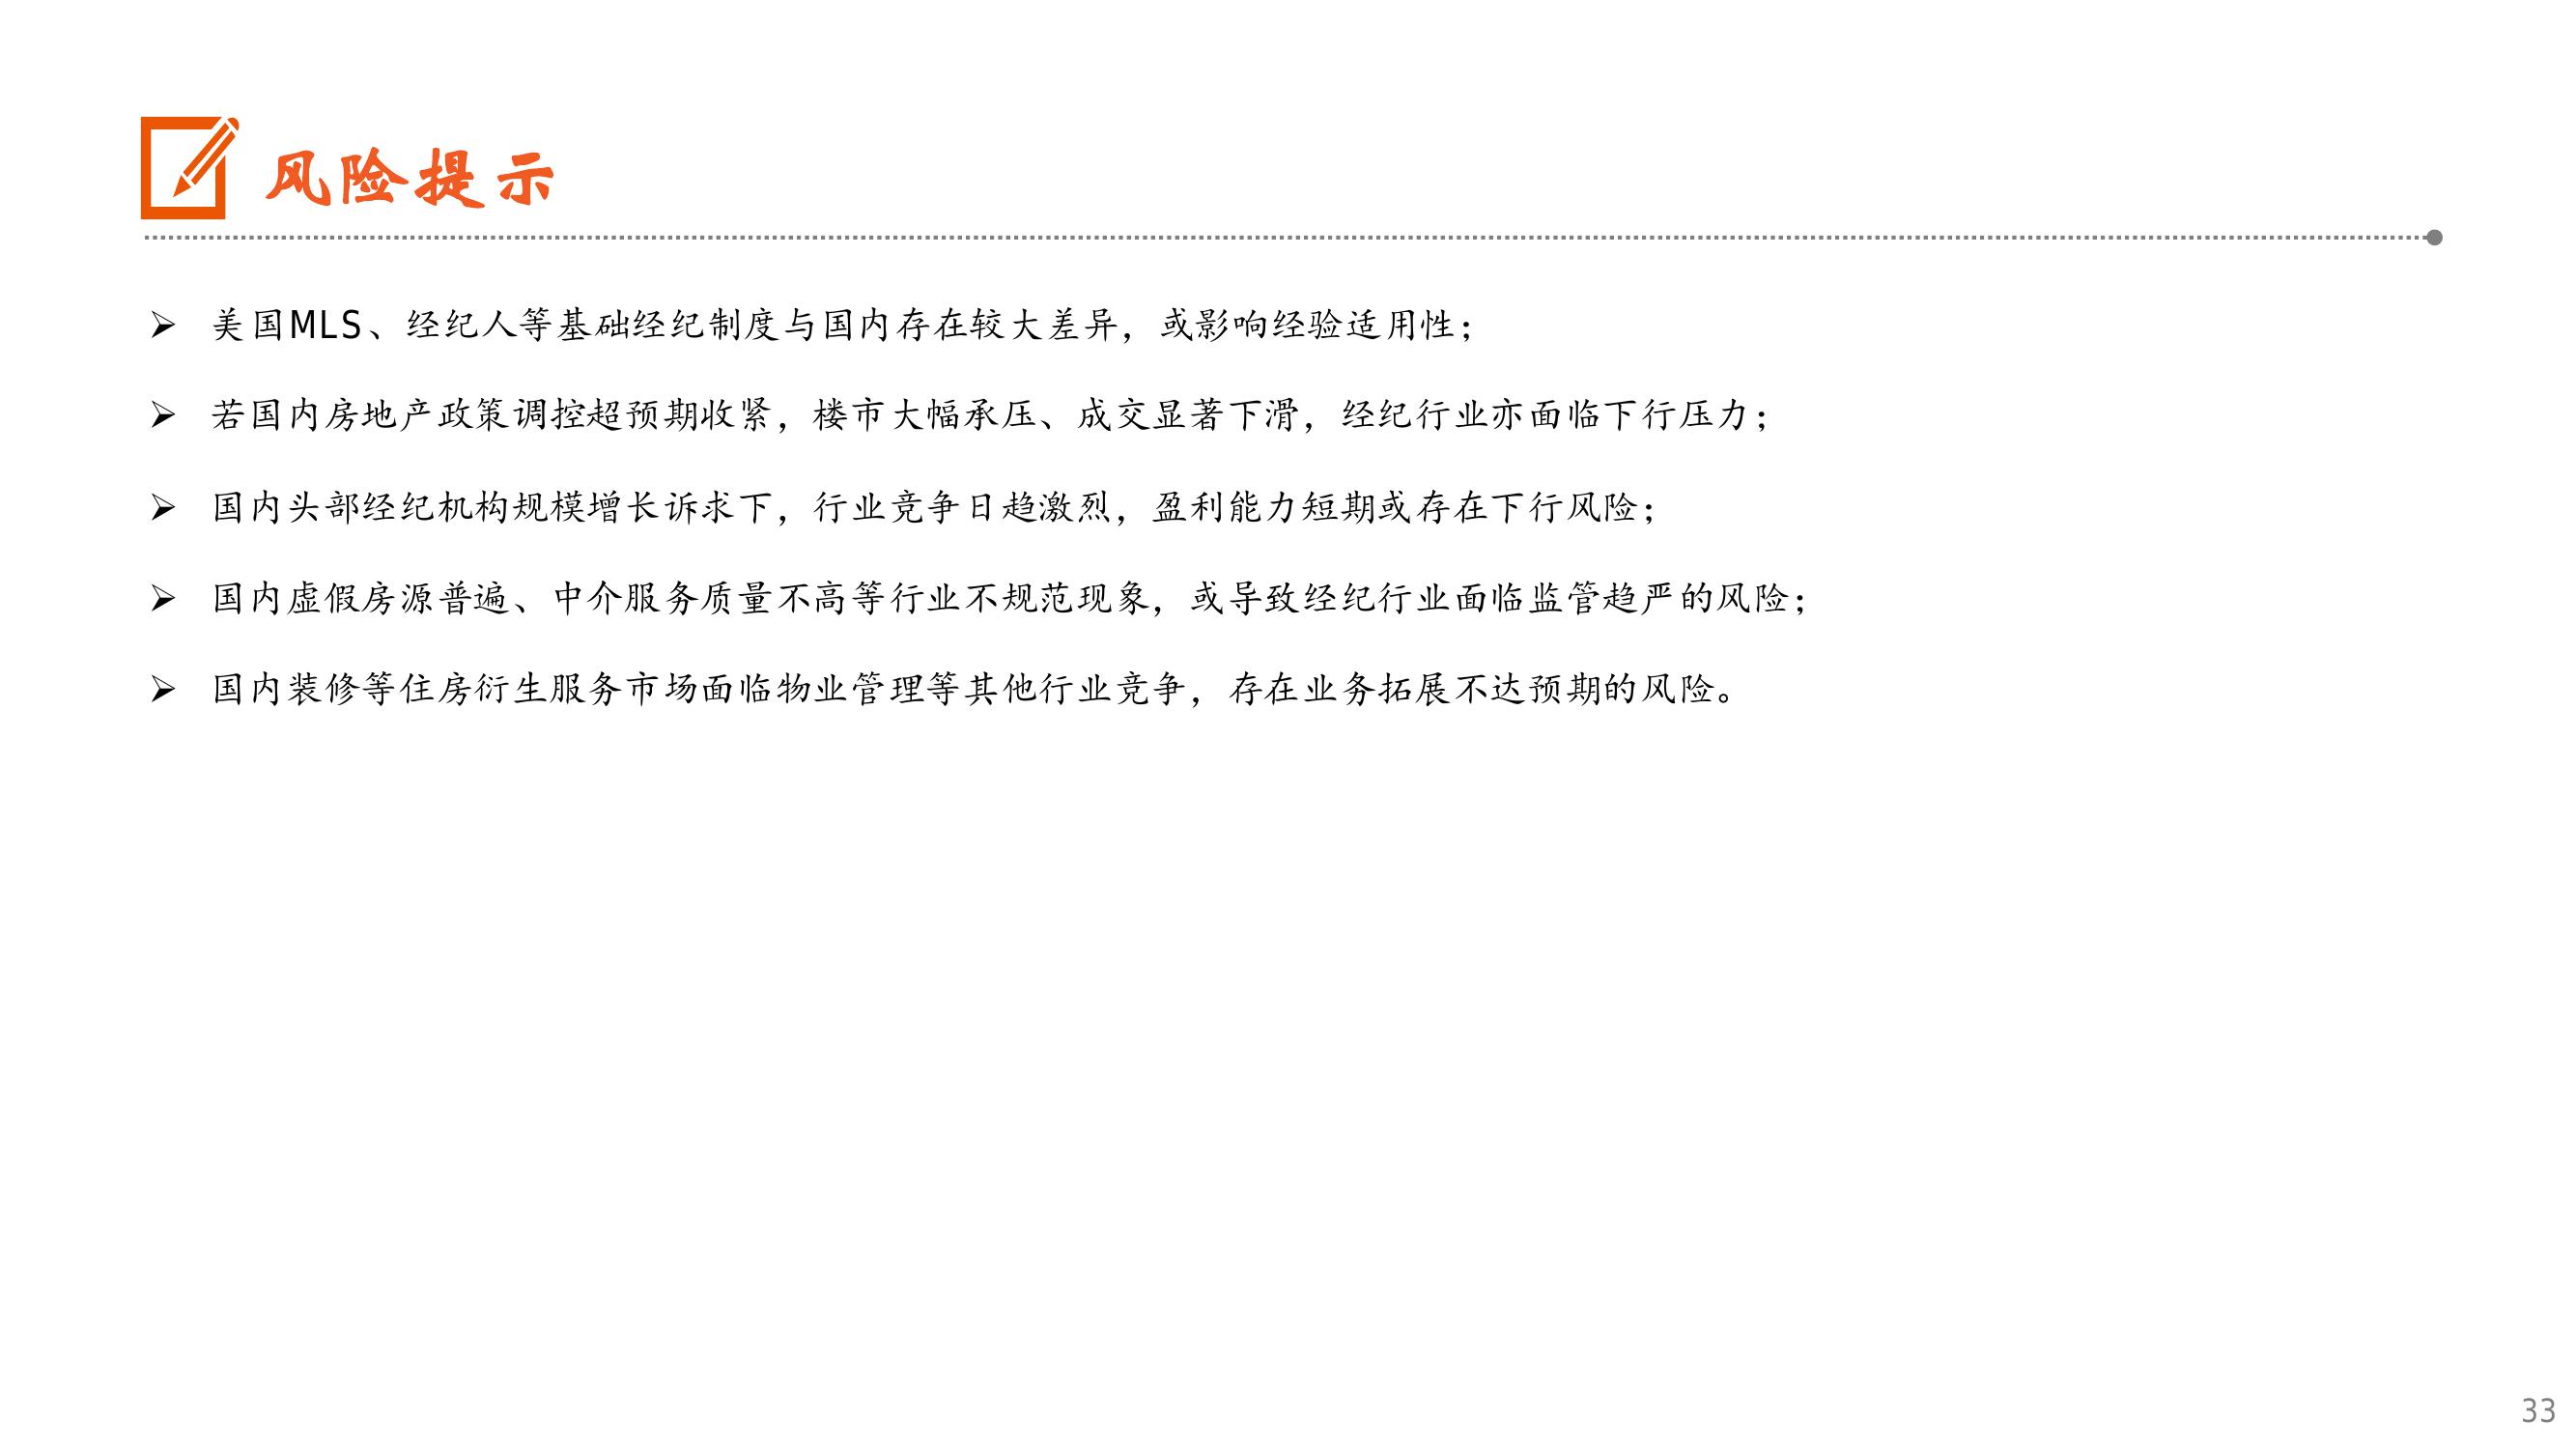 风险提示
➢ 美国MLS、经纪人等基础经纪制度与国内存在较大差异，或影响经验适用性；
➢ 若国内房地产政策调控超预期收紧，楼市大幅承压、成交显著下滑，经纪行业亦面临下行压力；
➢ 国内头部经纪机构规模增长诉求下，行业竞争日趋激烈，盈利能力短期或存在下行风险；
➢ 国内虚假房源普遍、中介服务质量不高等行业不规范现象，或导致经纪行业面临监管趋严的风险；
➢ 国内装修等住房衍生服务市场面临物业管理等其他行业竞争，存在业务拓展不达预期的风险。
33